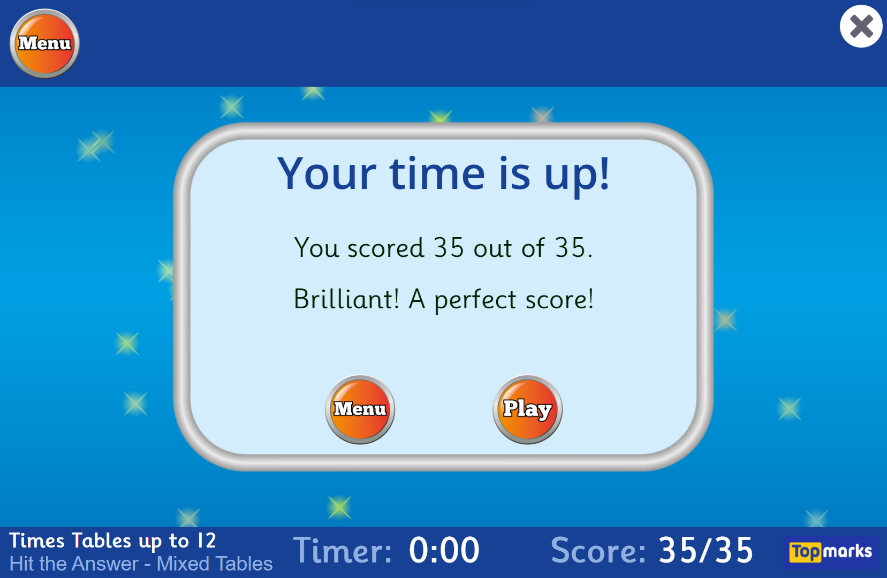 Menu
Your time is up!
You scored 35 out of 35.
Brilliant! A perfect score!
Menu
Play
Times Tables up to 12
Hit the Answer - Mixed Tables
Timer: 0:00
Score: 35/35
Topmarks